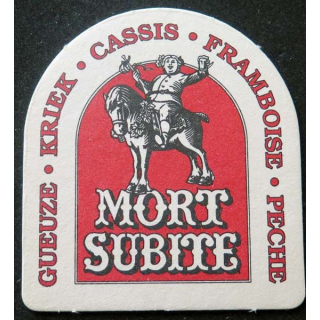 GUEUZE • KRIEK • CASSIS • FRAMBOISE • PECHE
MORT
SUBITE